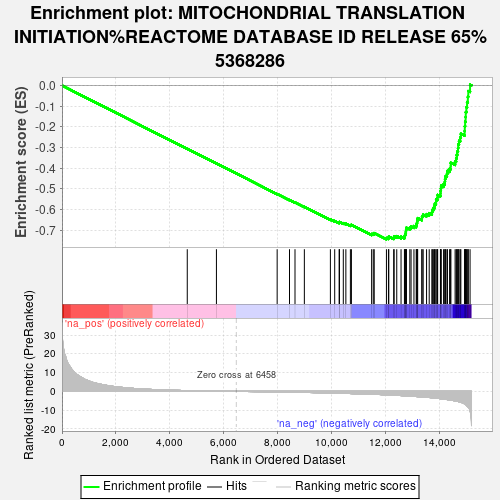 Enrichment plot: MITOCHONDRIAL TRANSLATION
INITIATION%REACTOME DATABASE ID RELEASE 65%
5368286
Enrichment score (ES)
0.0
-0.1
-0.2
-0.3
-0.4
-0.5
-0.6
-0.7
Ranked list metric (PreRanked)
'na_pos' (positively correlated)
30
20
10
0
-10
-20
Zero cross at 6458
'na_neg' (negatively correlated)
0 2,000 4,000 6,000 8,000 10,000 12,000 14,000
Rank in Ordered Dataset
Enrichment profile Hits Ranking metric scores